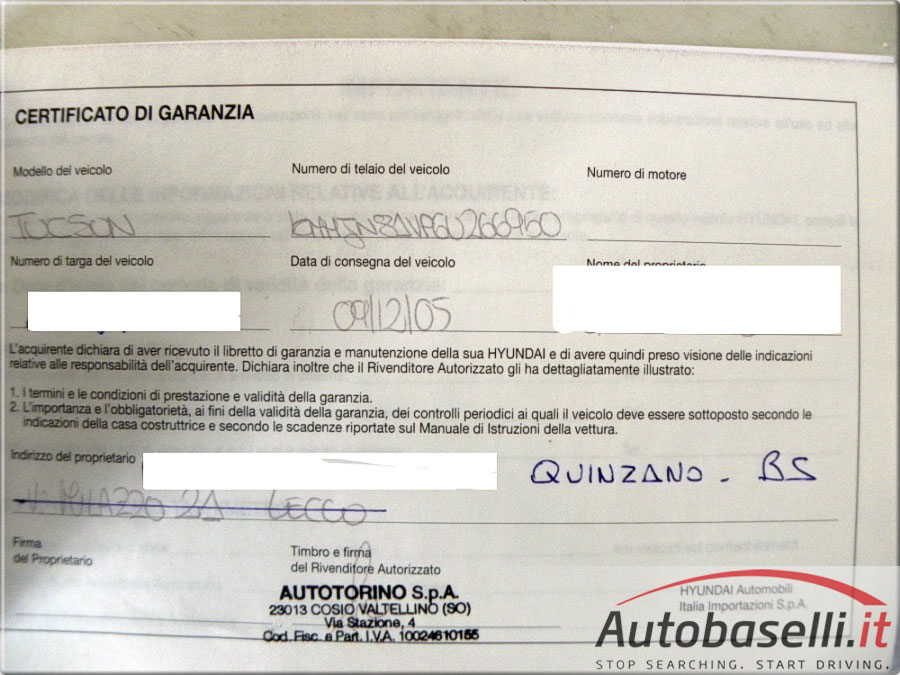 CERTIFICATO DI GARANZIA
Modello del veicolo
Numero di telaio del veicolo
Numero di motore
TUCSON
KMHJN81VP6U266950
Numero di targa del veicolo
Data di consegna del veicolo
Nome del proprietario
09/12/05
L'acquirente dichiara di aver ricevuto il libretto di garanzia e manutenzione della sua HYUNDAI e di avere quindi preso visione delle indicazioni
relative alle responsabilità dell'acquirente. Dichiara inoltre che il Rivenditore Autorizzato gli ha dettagliatamente illustrato:
1. I termini e le condizioni di prestazione e validità della garanzia.
2. L'importanza e l'obbligatorietà, ai fini della validità della garanzia, dei controlli periodici ai quali il veicolo deve essere sottoposto secondo le
indicazioni della casa costruttrice e secondo le scadenze riportate sul Manuale di Istruzioni della vettura.
Indirizzo del proprietario
QUINZANO - BS
LECCO
Firma
del Proprietario
Timbro e firma
del Rivenditore Autorizzato
AUTOTORINO S.p.A.
23013 COSIO VALTELLINO (SO)
Via Stazione, 4
Cod. Fisc. e Part. I.V.A. 10024610155
HYUNDAI Automobili
Italia Importazioni S.p.A.
Autobaselli.it
STOP SEARCHING. START DRIVING.